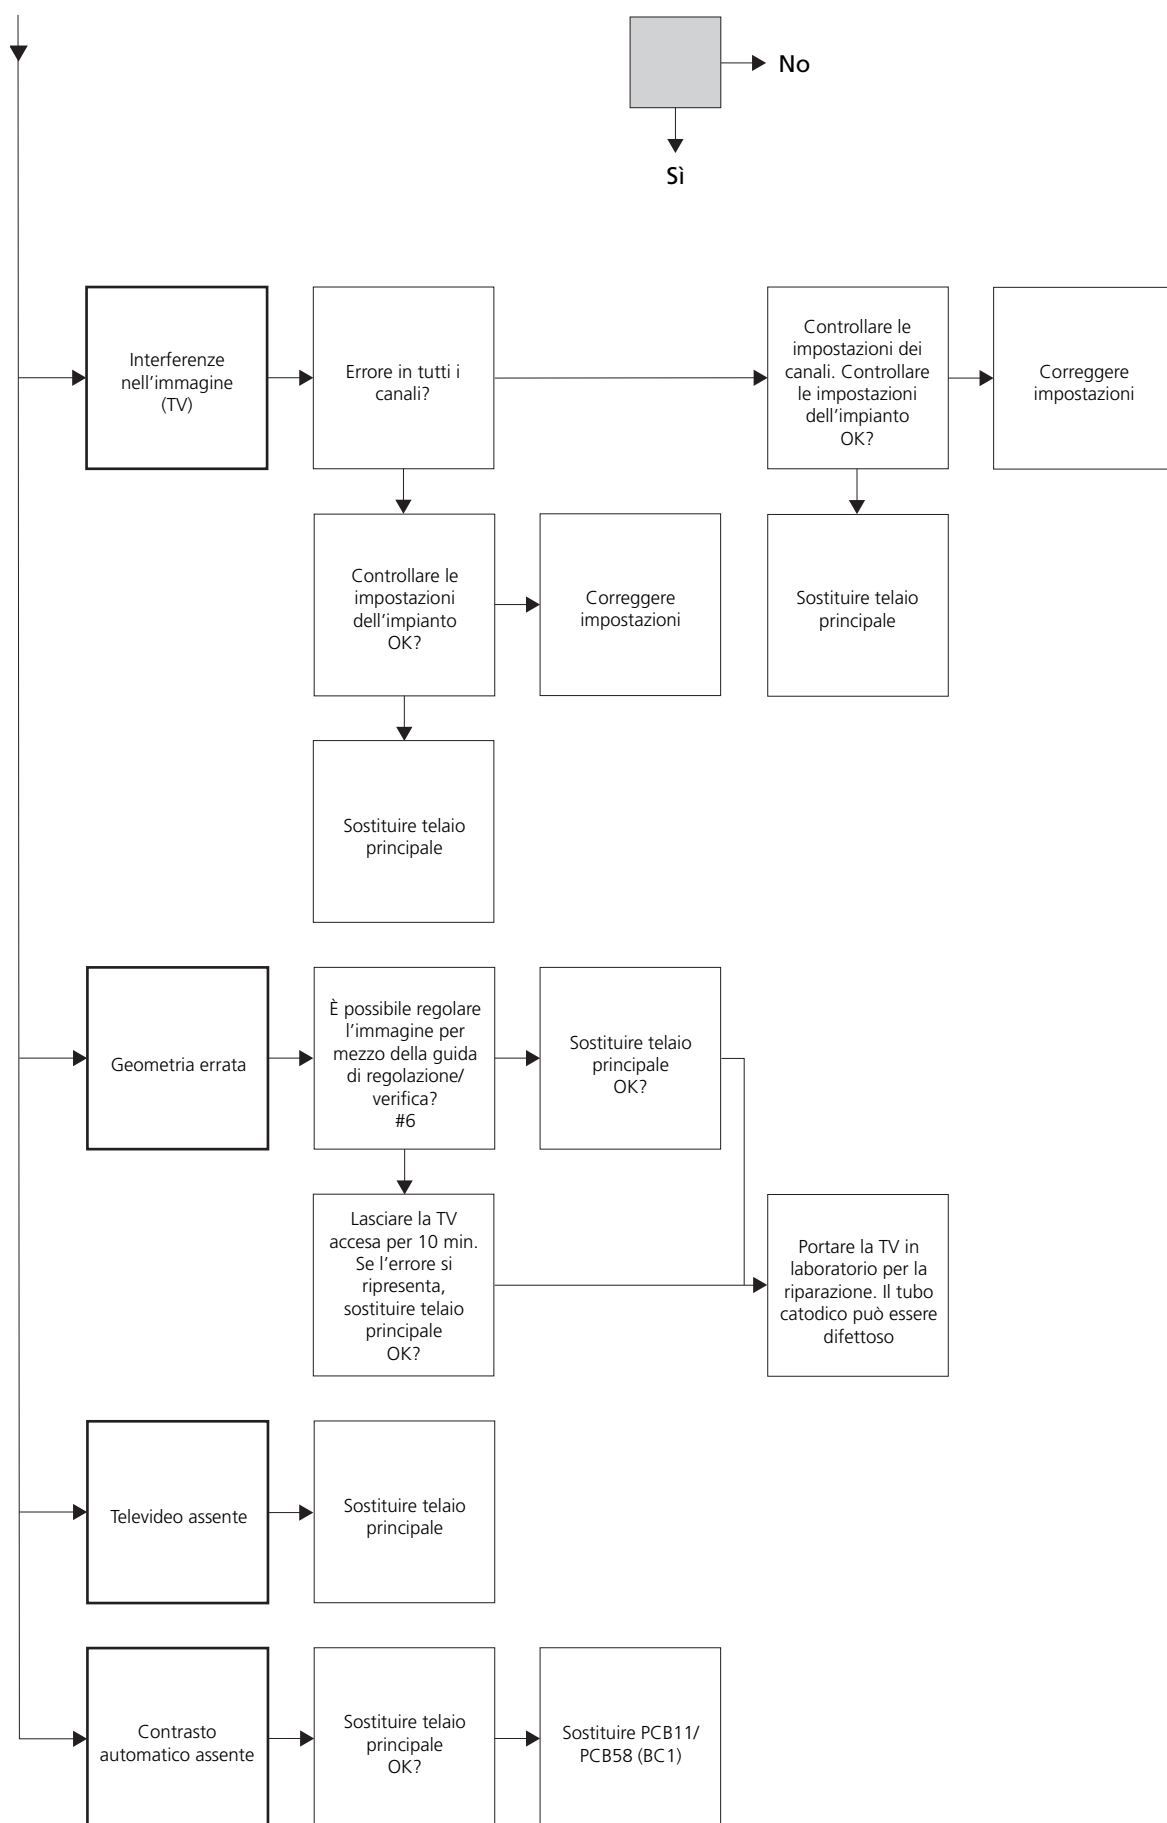 No
Sì
Interferenze
nell'immagine
(TV)
Errore in tutti i
canali?
Controllare le
impostazioni dei
canali. Controllare
le impostazioni
dell'impianto
OK?
Correggere
impostazioni
Controllare le
impostazioni
dell'impianto
OK?
Correggere
impostazioni
Sostituire telaio
principale
Sostituire telaio
principale
Geometria errata
È possibile regolare
l'immagine per
mezzo della guida
di regolazione/
verifica?
#6
Sostituire telaio
principale
OK?
Lasciare la TV
accesa per 10 min.
Se l'errore si
ripresenta,
sostituire telaio
principale
OK?
Portare la TV in
laboratorio per la
riparazione. Il tubo
catodico può essere
difettoso
Televideo assente
Sostituire telaio
principale
Contrasto
automatico assente
Sostituire telaio
principale
OK?
Sostituire PCB11/
PCB58 (BC1)